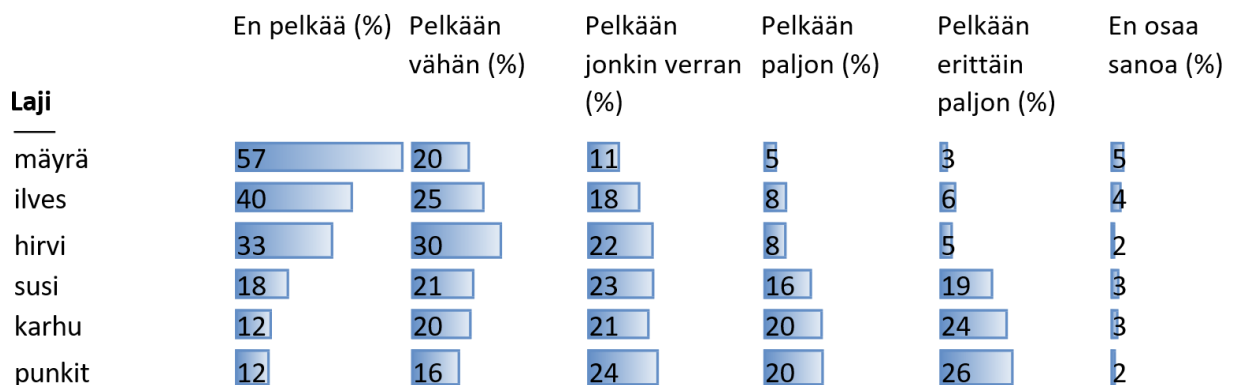 En pelkää (%) Pelkään Pelkään Pelkään Pelkään En osaa
vähän (%) jonkin verran paljon (%) erittäin sanoa (%)
(%) paljon (%)
Laji
mäyrä 57 20 11 5 3 5
ilves 40 25 18 8 6 4
hirvi 33 30 22 8 5 2
susi 18 21 23 16 19 3
karhu 12 20 21 20 24 3
punkit 12 16 24 20 26 2